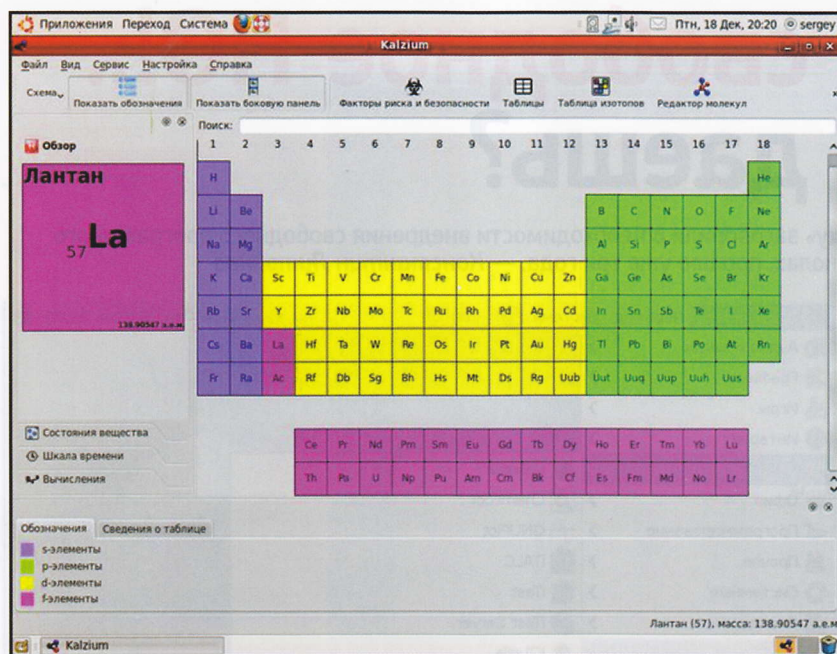 Приложения Переход Система Птн, 18 Дек, 20:20 sergey
Kalzium
Файл Вид Сервис Настройка Справка
Схема Показать обозначения Показать боковую панель Факторы риска и безопасности Таблицы Таблица изотопов Редактор молекул
Поиск:
Обзор
Лантан
57 La
138.90547 а.е.м.
Состояния вещества
Шкала времени
Вычисления
1 2 3 4 5 6 7 8 9 10 11 12 13 14 15 16 17 18
H He
Li Be B C N O F Ne
Na Mg Al Si P S Cl Ar
K Ca Sc Ti V Cr Mn Fe Co Ni Cu Zn Ga Ge As Se Br Kr
Rb Sr Y Zr Nb Mo Tc Ru Rh Pd Ag Cd In Sn Sb Te I Xe
Cs Ba La Hf Ta W Re Os Ir Pt Au Hg Tl Pb Bi Po At Rn
Fr Ra Ac Rf Db Sg Bh Hs Mt Ds Rg Uub Uut Uuq Uup Uuh Uus
Ce Pr Nd Pm Sm Eu Gd Tb Dy Ho Er Tm Yb Lu
Th Pa U Np Pu Am Cm Bk Cf Es Fm Md No Lr
Обозначения Сведения о таблице
s-элементы
p-элементы
d-элементы
f-элементы
Лантан (57), масса: 138.90547 а.е.м
Kalzium